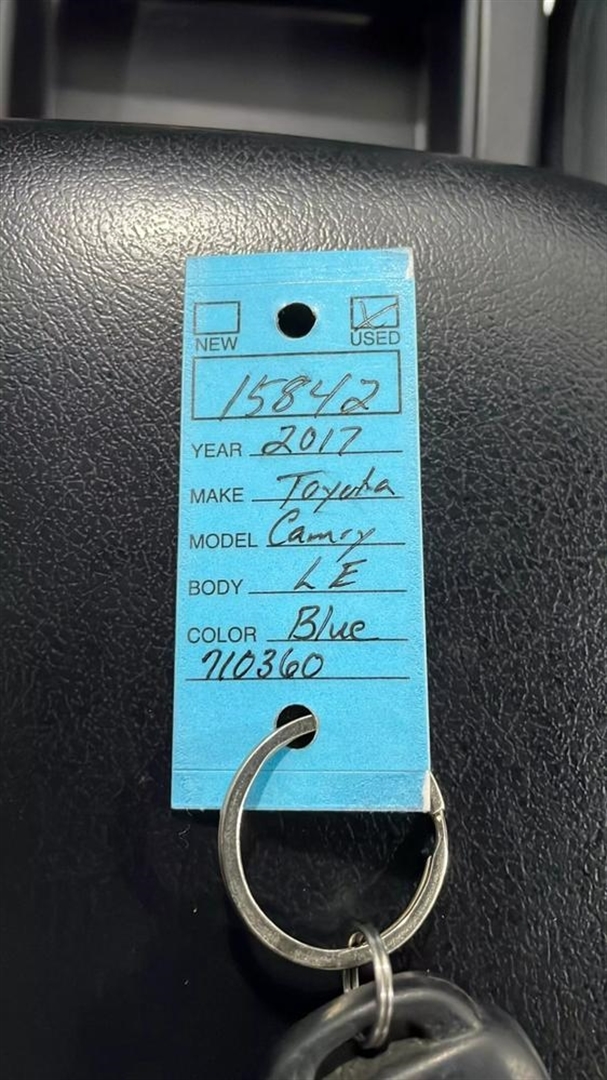 NEW USED
15842
YEAR 2017
MAKE Toyota
MODEL Camry
BODY LE
COLOR Blue
710360